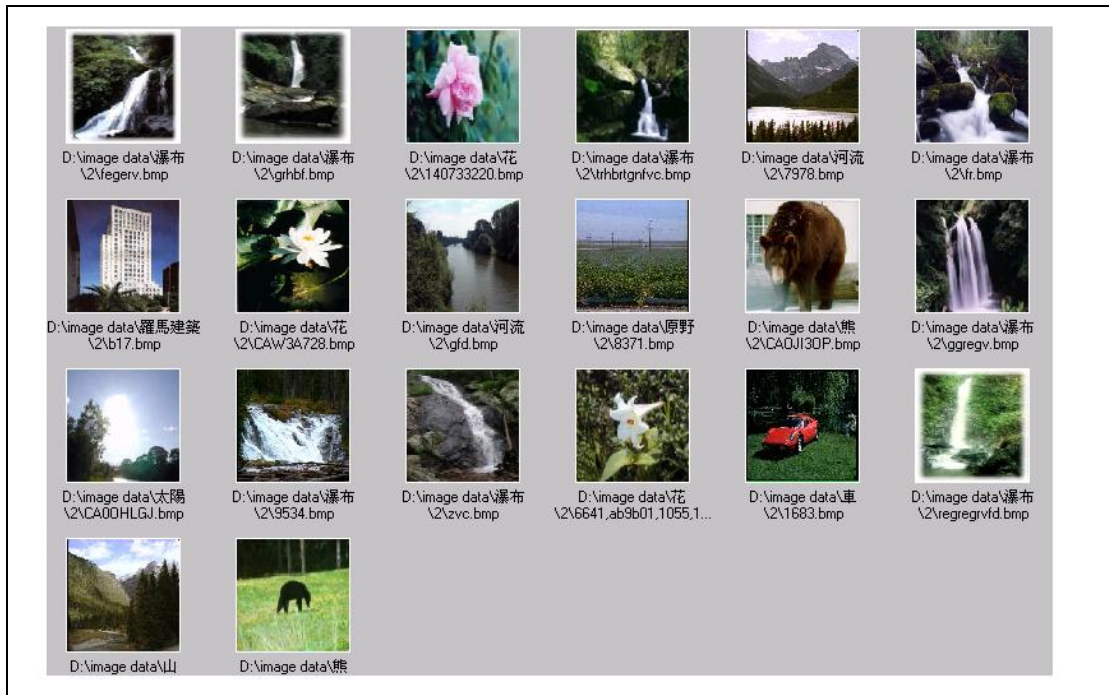 D:\image data\瀑布
\2\fegerv.bmp
D:\image data\瀑布
\2\grhbf.bmp
D:\image data\花
\2\140733220.bmp
D:\image data\瀑布
\2\trhbrtgnfvc.bmp
D:\image data\河流
\2\7978.bmp
D:\image data\瀑布
\2\fr.bmp
D:\image data\羅馬建築
\2\b17.bmp
D:\image data\花
\2\CAW3A728.bmp
D:\image data\河流
\2\gfd.bmp
D:\image data\原野
\2\8371.bmp
D:\image data\熊
\2\CAOJI3OP.bmp
D:\image data\瀑布
\2\ggregv.bmp
D:\image data\太陽
\2\CA0OHLGJ.bmp
D:\image data\瀑布
\2\9534.bmp
D:\image data\瀑布
\2\zvc.bmp
D:\image data\花
\2\6641,ab9b01,1055,1...
D:\image data\車
\2\1683.bmp
D:\image data\瀑布
\2\regregrvfd.bmp
D:\image data\山
D:\image data\熊